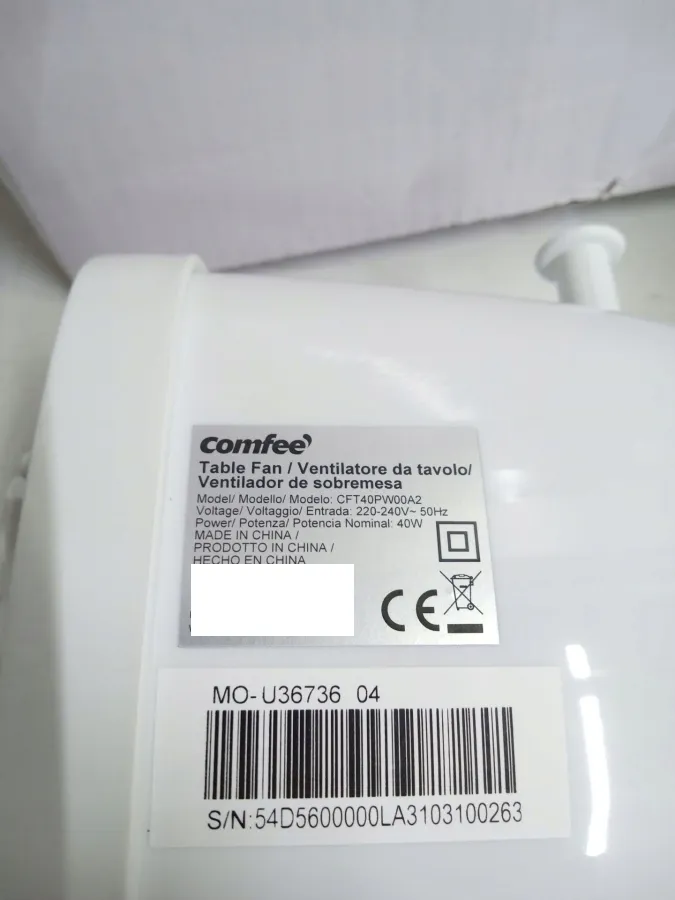 comfee
Table Fan / Ventilatore da tavolo/
Ventilador de sobremesa
Model/ Modello/ Modelo: CFT40PW00A2
Voltage/ Voltaggio/ Entrada: 220-240V~ 50Hz
Power/ Potenza/ Potencia Nominal: 40W
MADE IN CHINA /
PRODOTTO IN CHINA /
HECHO EN CHINA
CE
MO-U36736 04
S/N:54D5600000LA3103100263